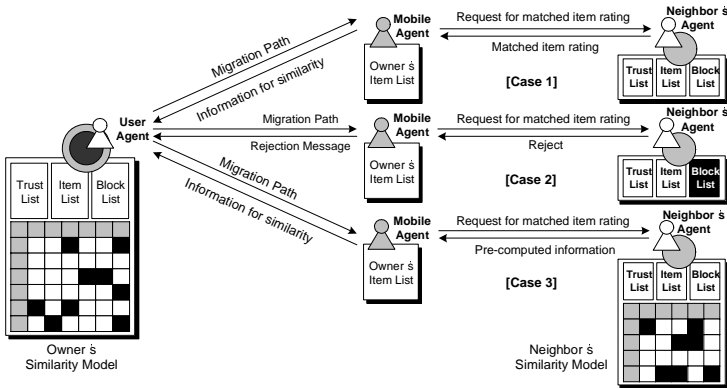 Migration Path
Information for similarity
Mobile
Agent
Owner ṡ
Item List
Request for matched item rating
Matched item rating
[Case 1]
Neighbor ṡ
Agent
Trust
List
Item
List
Block
List
User
Agent
Trust
List
Item
List
Block
List
Owner ṡ
Similarity Model
Migration Path
Rejection Message
Mobile
Agent
Owner ṡ
Item List
Request for matched item rating
Reject
[Case 2]
Neighbor ṡ
Agent
Trust
List
Item
List
Block
List
Migration Path
Information for similarity
Mobile
Agent
Owner ṡ
Item List
Request for matched item rating
Pre-computed information
[Case 3]
Neighbor ṡ
Agent
Trust
List
Item
List
Block
List
Neighbor ṡ
Similarity Model